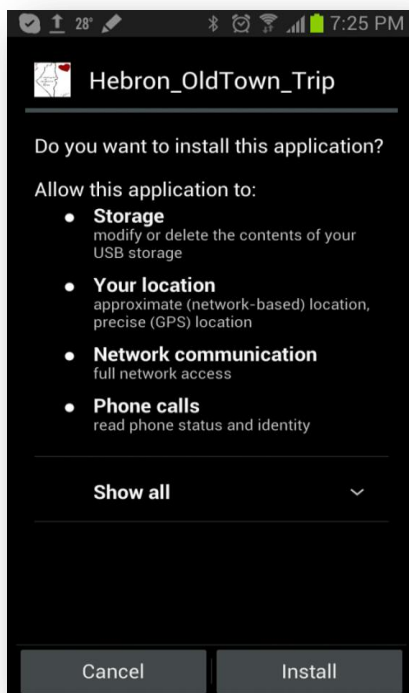 28° 7:25 PM
Hebron_OldTown_Trip
Do you want to install this application?
Allow this application to:
Storage
modify or delete the contents of your
USB storage
Your location
approximate (network-based) location,
precise (GPS) location
Network communication
full network access
Phone calls
read phone status and identity
Show all
Cancel Install